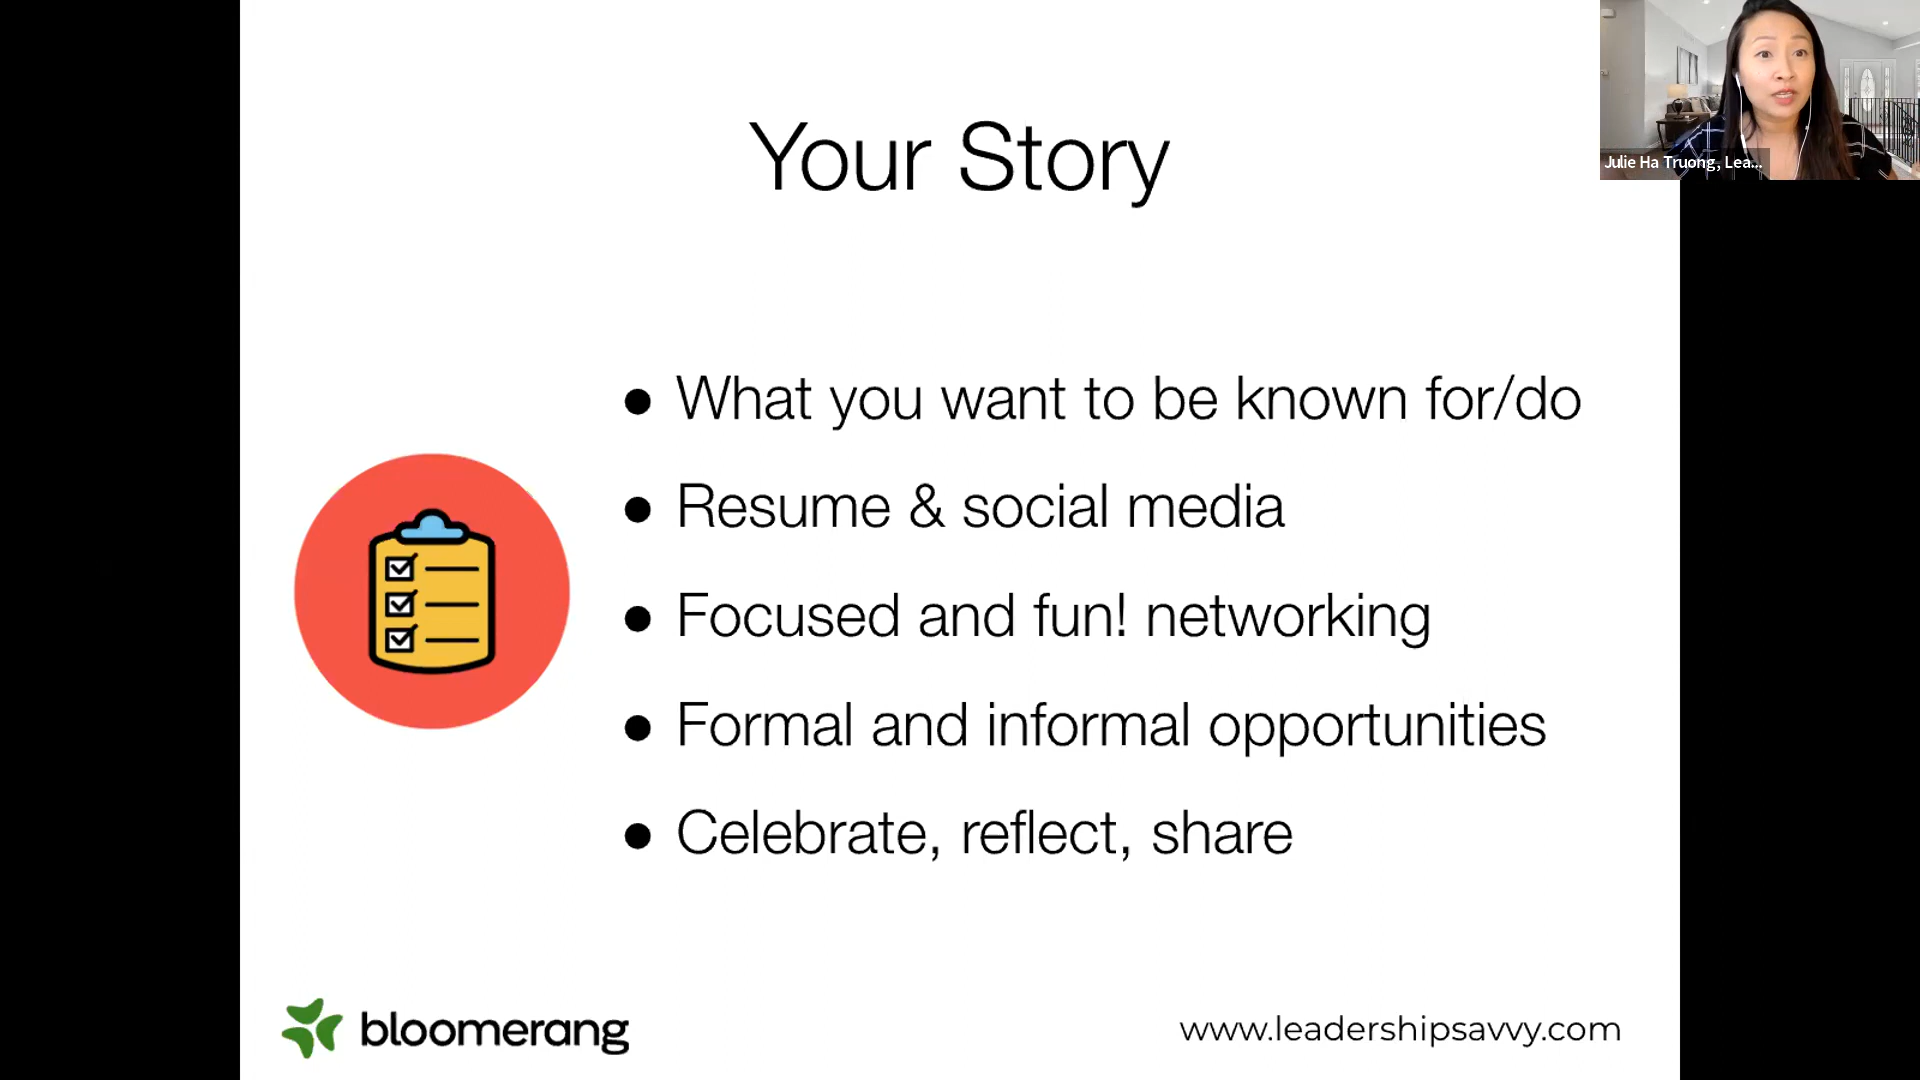 Your Story
Julie Ha Truong, Lea...
● What you want to be known for/do
● Resume & social media
● Focused and fun! networking
● Formal and informal opportunities
● Celebrate, reflect, share
bloomerang
www.leadershipsavvy.com